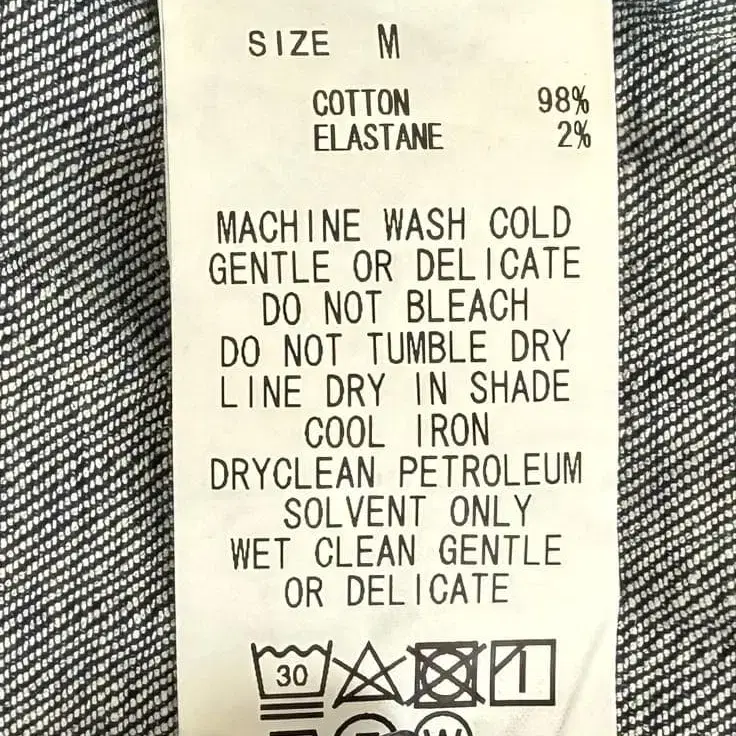 SIZE M
COTTON 98%
ELASTANE 2%
MACHINE WASH COLD
GENTLE OR DELICATE
DO NOT BLEACH
DO NOT TUMBLE DRY
LINE DRY IN SHADE
COOL IRON
DRYCLEAN PETROLEUM
SOLVENT ONLY
WET CLEAN GENTLE
OR DELICATE
30
W